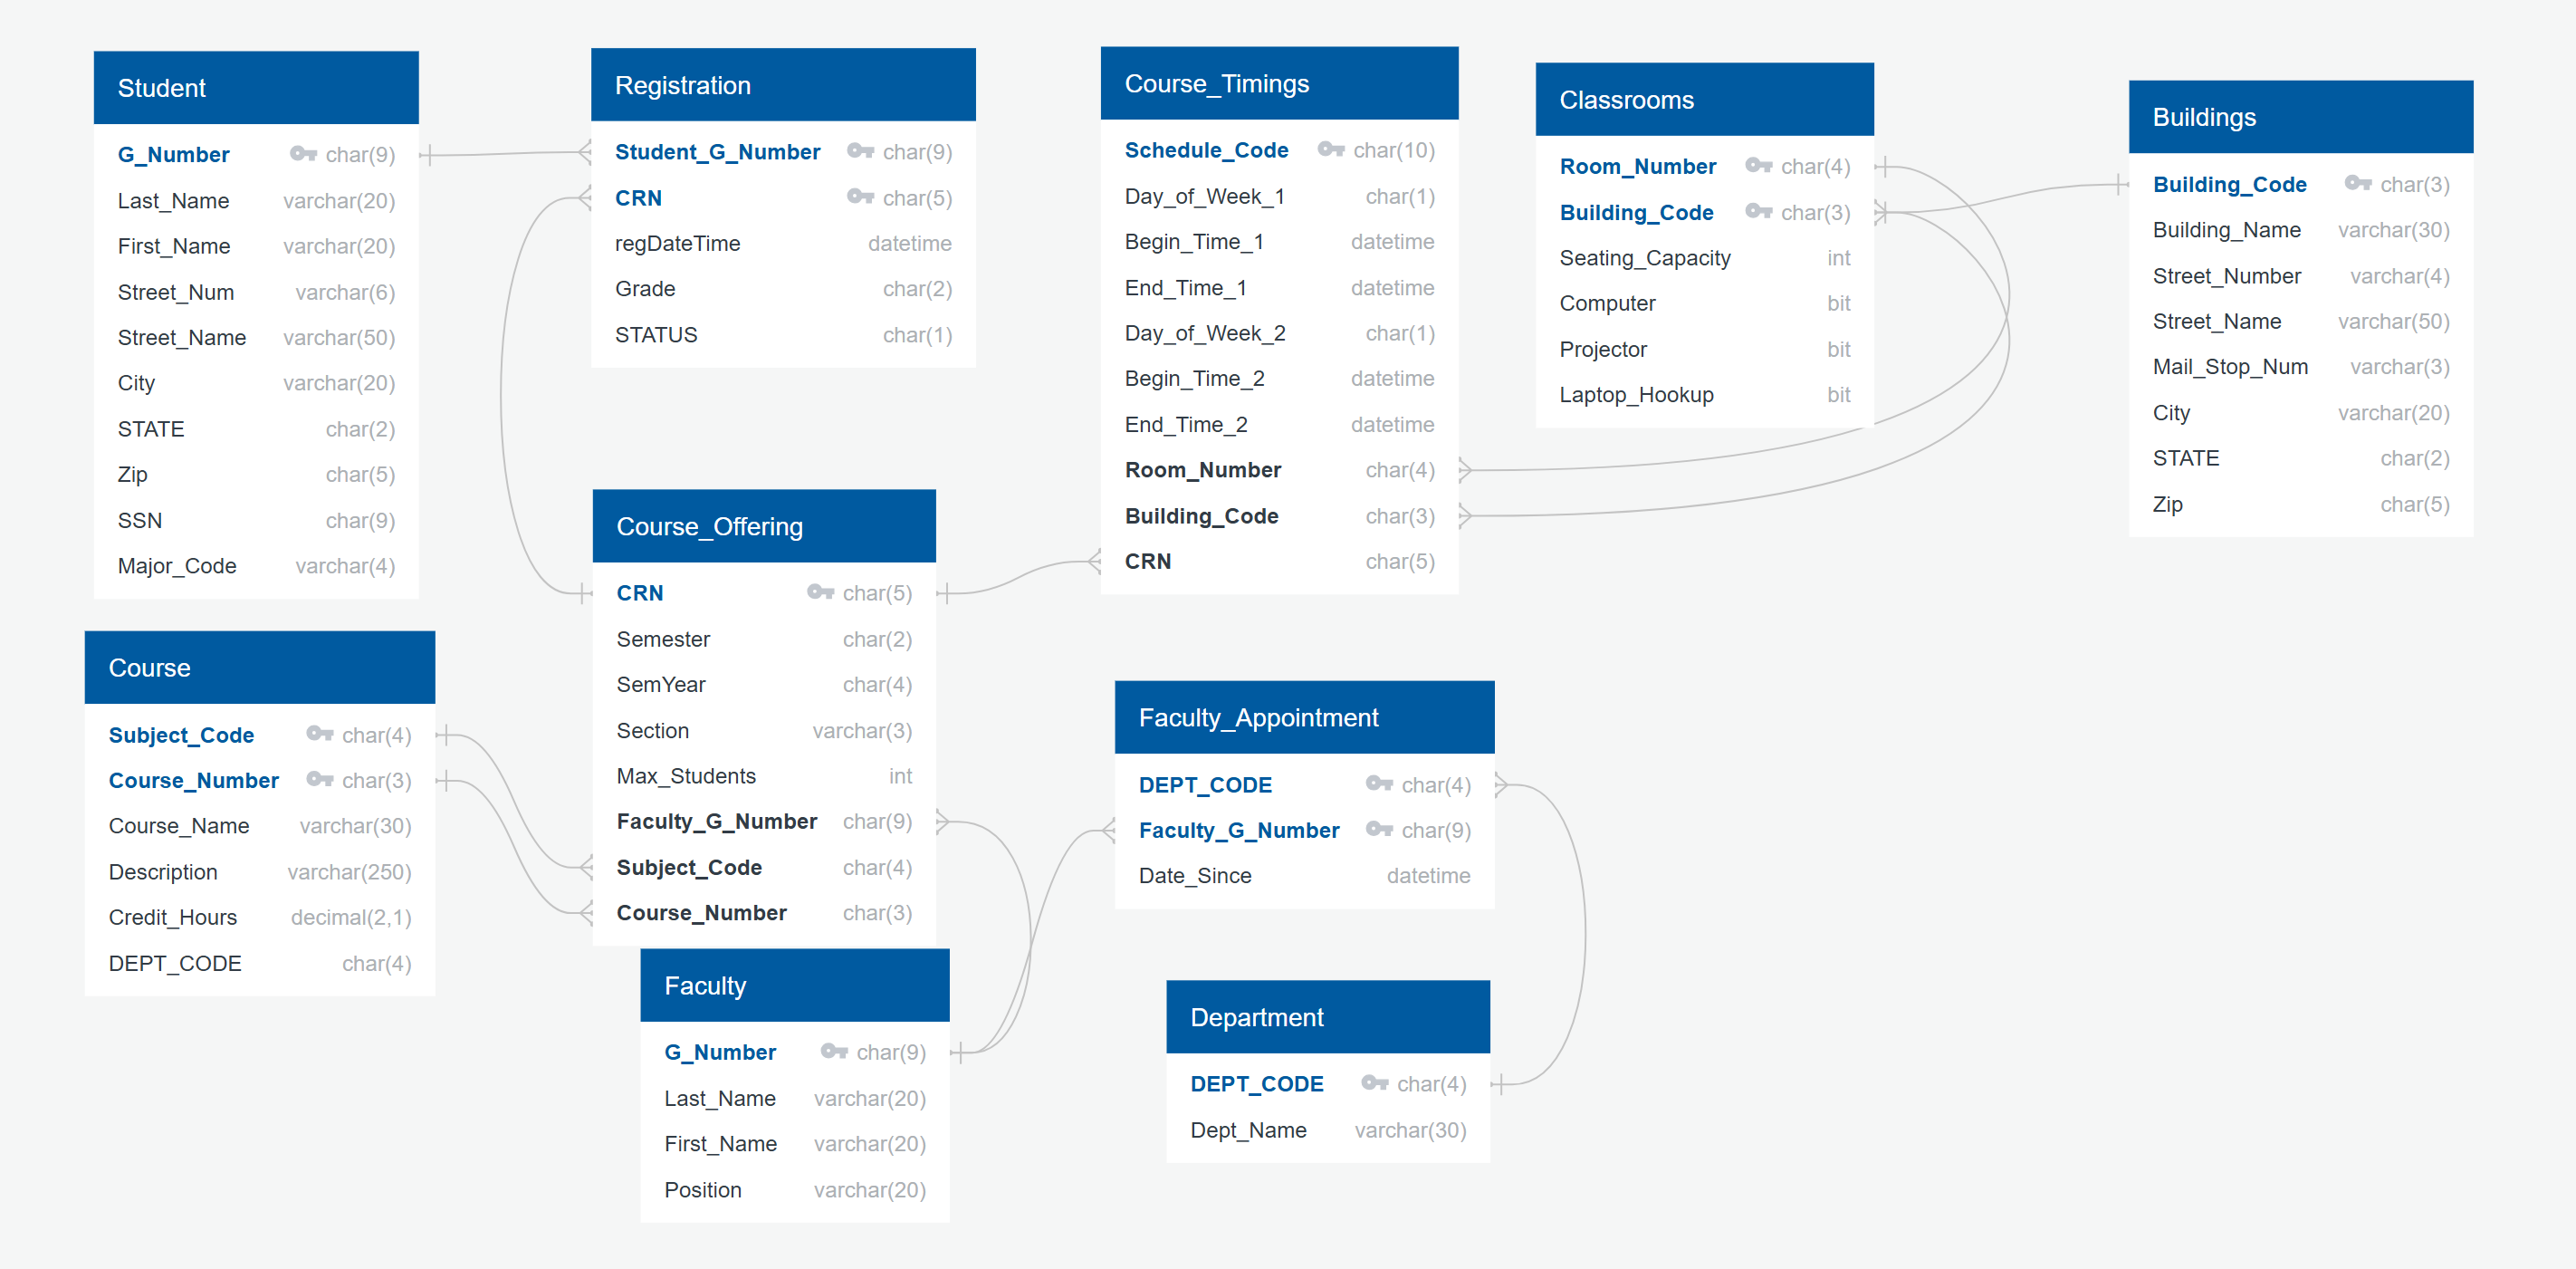 Student
G_Number char(9)
Last_Name varchar(20)
First_Name varchar(20)
Street_Num varchar(6)
Street_Name varchar(50)
City varchar(20)
STATE char(2)
Zip char(5)
SSN char(9)
Major_Code varchar(4)
Registration
Student_G_Number char(9)
CRN char(5)
regDateTime datetime
Grade char(2)
STATUS char(1)
Course_Timings
Schedule_Code char(10)
Day_of_Week_1 char(1)
Begin_Time_1 datetime
End_Time_1 datetime
Day_of_Week_2 char(1)
Begin_Time_2 datetime
End_Time_2 datetime
Room_Number char(4)
Building_Code char(3)
CRN char(5)
Classrooms
Room_Number char(4)
Building_Code char(3)
Seating_Capacity int
Computer bit
Projector bit
Laptop_Hookup bit
Buildings
Building_Code char(3)
Building_Name varchar(30)
Street_Number varchar(4)
Street_Name varchar(50)
Mail_Stop_Num varchar(3)
City varchar(20)
STATE char(2)
Zip char(5)
Course
Subject_Code char(4)
Course_Number char(3)
Course_Name varchar(30)
Description varchar(250)
Credit_Hours decimal(2,1)
DEPT_CODE char(4)
Course_Offering
CRN char(5)
Semester char(2)
SemYear char(4)
Section varchar(3)
Max_Students int
Faculty_G_Number char(9)
Subject_Code char(4)
Course_Number char(3)
Faculty_Appointment
DEPT_CODE char(4)
Faculty_G_Number char(9)
Date_Since datetime
Faculty
G_Number char(9)
Last_Name varchar(20)
First_Name varchar(20)
Position varchar(20)
Department
DEPT_CODE char(4)
Dept_Name varchar(30)